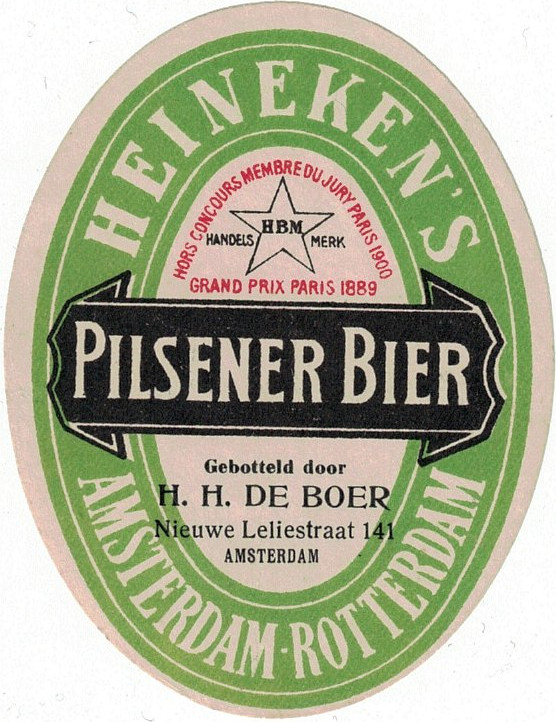 HEINEKEN'S
HORS CONCOURS MEMBRE DU JURY PARIS 1900
HBM
HANDELS MERK
GRAND PRIX PARIS 1889
PILSENER BIER
Gebotteld door
H. H. DE BOER
Nieuwe Leliestraat 141
AMSTERDAM
AMSTERDAM-ROTTERDAM